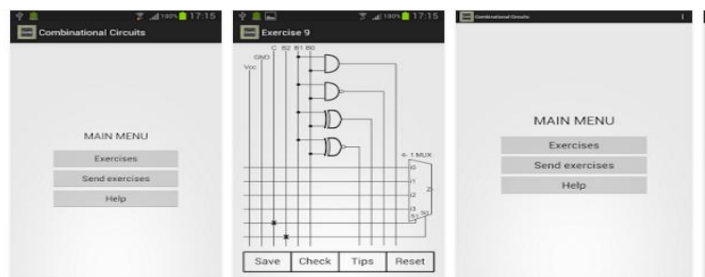 100% 17:15
Combinational Circuits
MAIN MENU
Exercises
Send exercises
Help
100% 17:15
Exercise 9
C B2 B1 B0
GND
Vcc
4- 1 MUX
I0
I1
I2
I3
Z
S1 S0
Save Check Tips Reset
Combinational Circuits
MAIN MENU
Exercises
Send exercises
Help